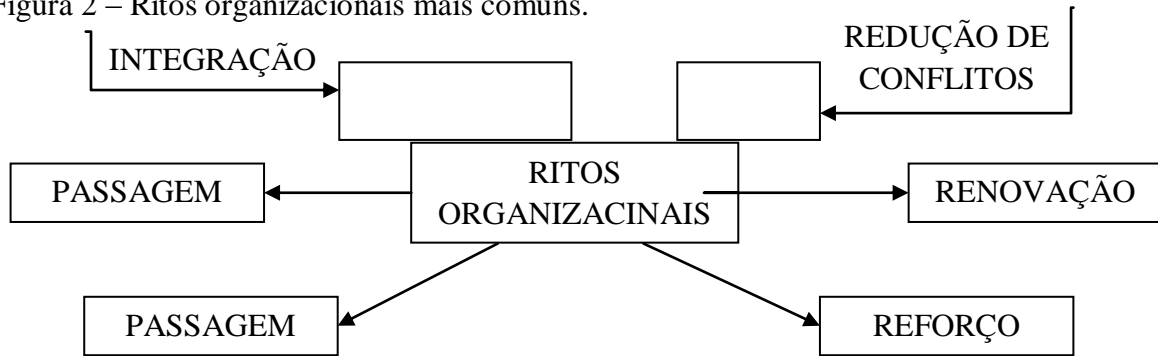 Figura 2 – Ritos organizacionais mais comuns.
INTEGRAÇÃO
REDUÇÃO DE
CONFLITOS
PASSAGEM
RITOS
ORGANIZACINAIS
RENOVAÇÃO
PASSAGEM
REFORÇO